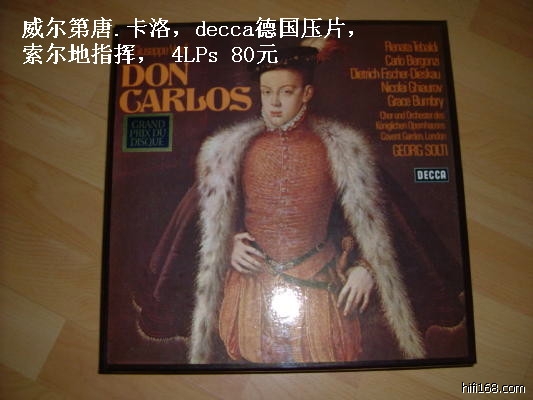 威尔第唐.卡洛，decca德国压片，
索尔地指挥， 4LPs 80元
Giuseppe
DON
CARLOS
GRAND
PRIX DU
DISQUE
Renata Tebaldi
Carlo Bergonzi
Dietrich Fischer-Dieskau
Nicolai Ghiaurov
Grace Bumbry
Chor und Orchester des
Königlichen Opernhauses
Covent Garden, London
GEORG SOLTI
DECCA
hifi168.com